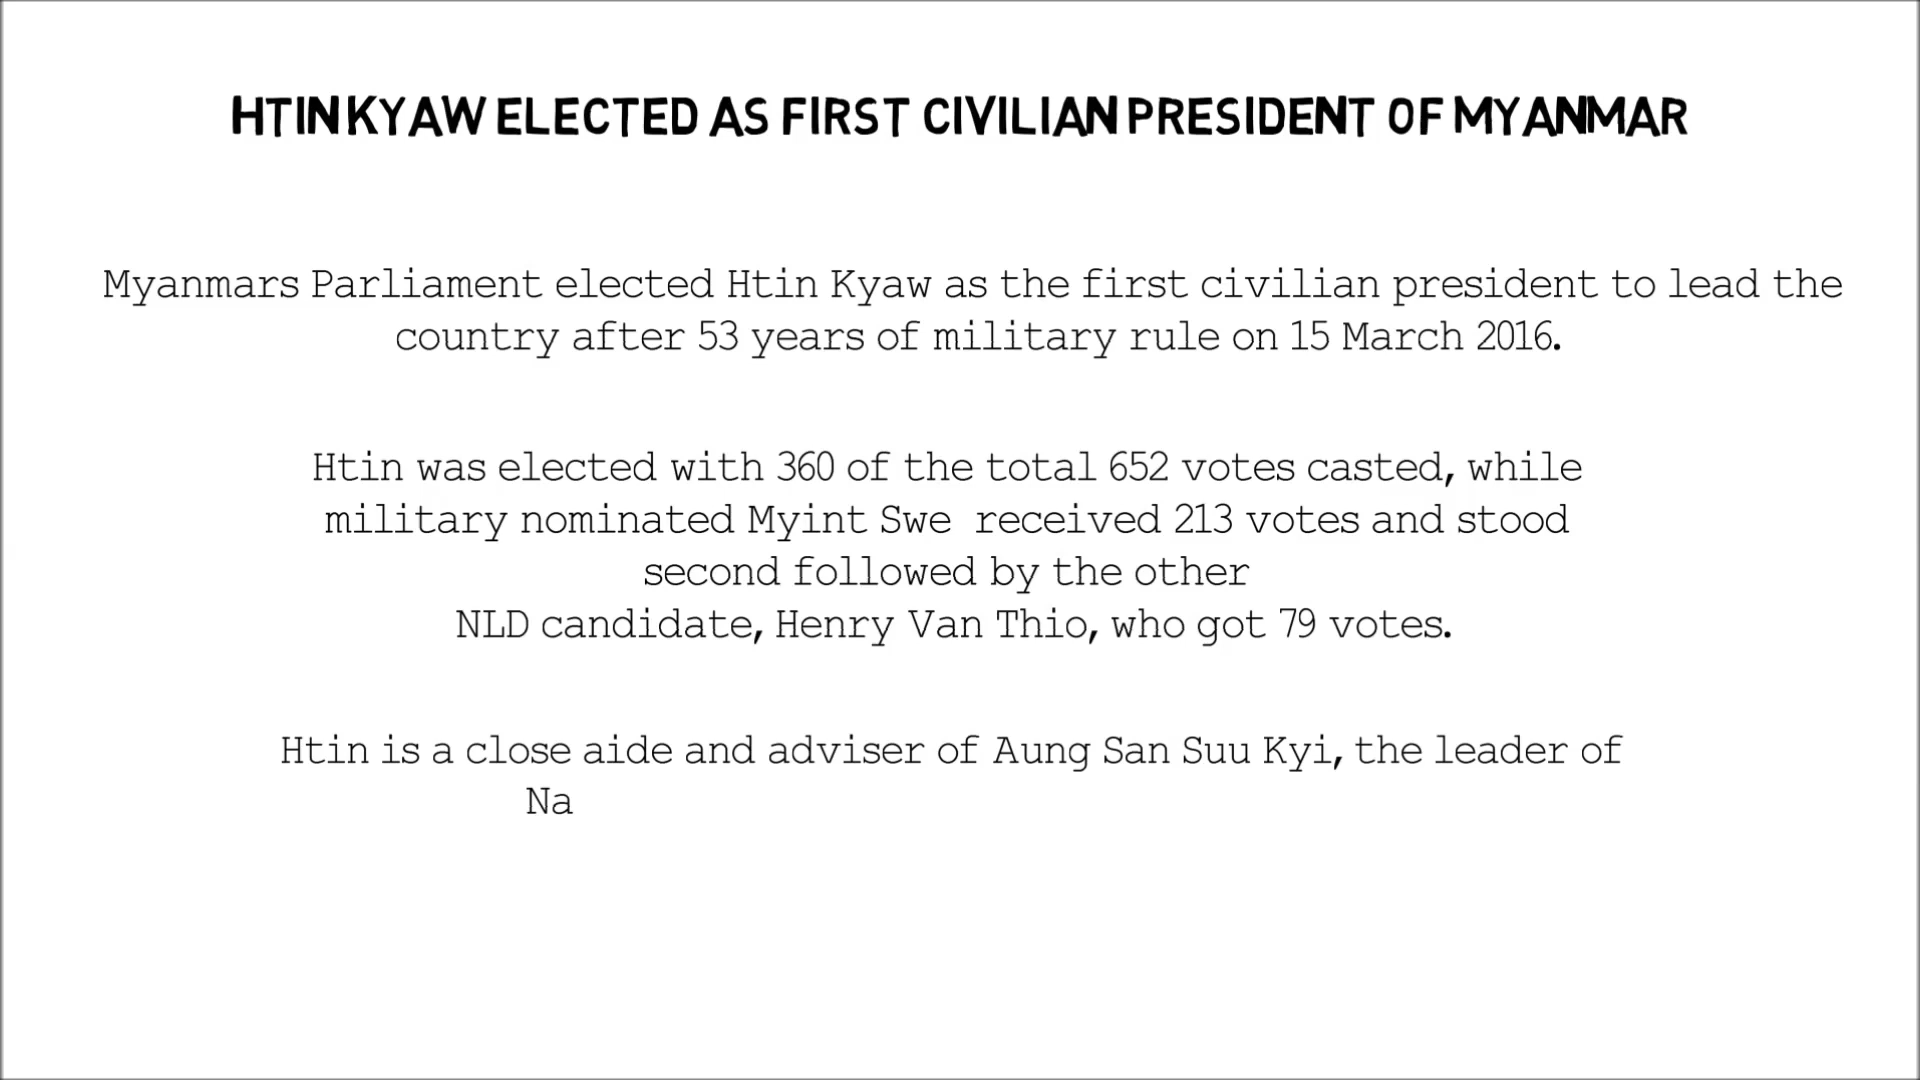 HTIN KYAW ELECTED AS FIRST CIVILIAN PRESIDENT OF MYANMAR
Myanmars Parliament elected Htin Kyaw as the first civilian president to lead the
country after 53 years of military rule on 15 March 2016.
Htin was elected with 360 of the total 652 votes casted, while
military nominated Myint Swe  received 213 votes and stood
second followed by the other
NLD candidate, Henry Van Thio, who got 79 votes.
Htin is a close aide and adviser of Aung San Suu Kyi, the leader of
Na